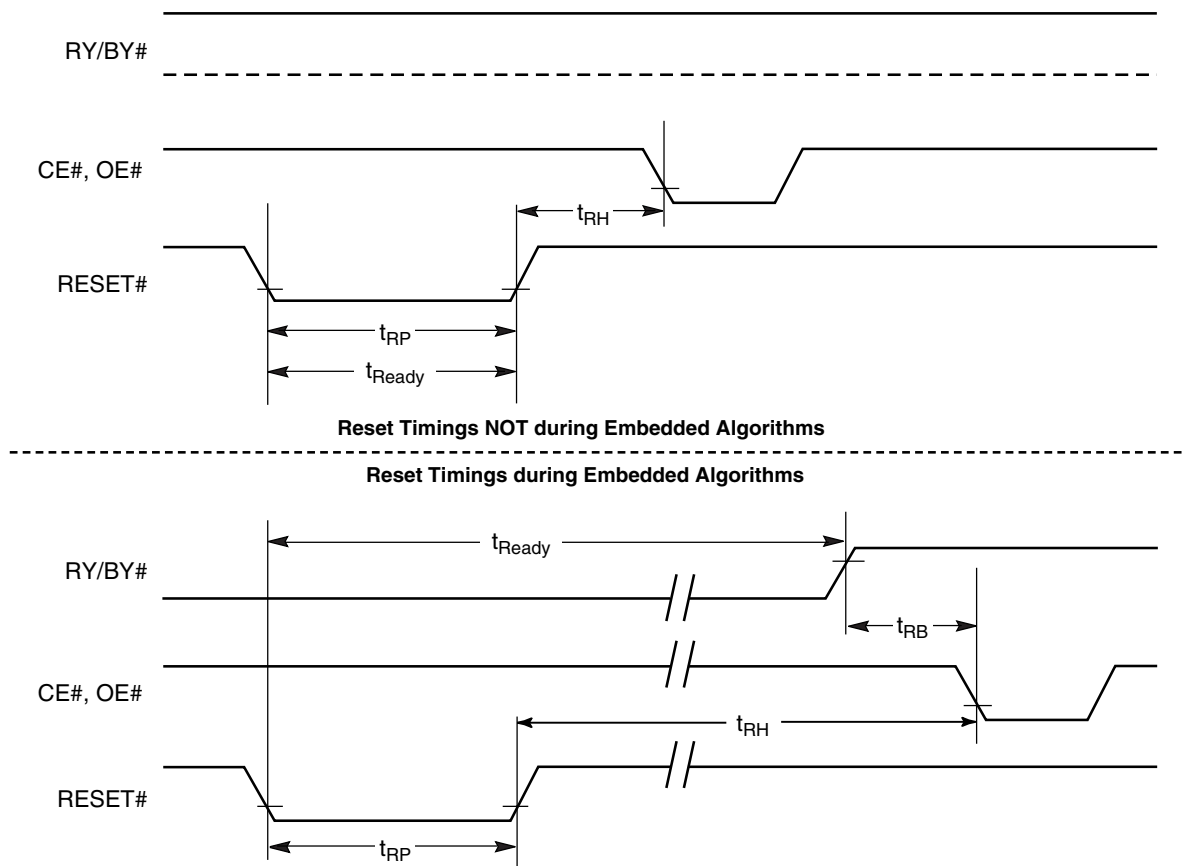 RY/BY#
CE#, OE#
tRH
RESET#
tRP
tReady
Reset Timings NOT during Embedded Algorithms
Reset Timings during Embedded Algorithms
tReady
RY/BY#
tRB
CE#, OE#
tRH
RESET#
tRP